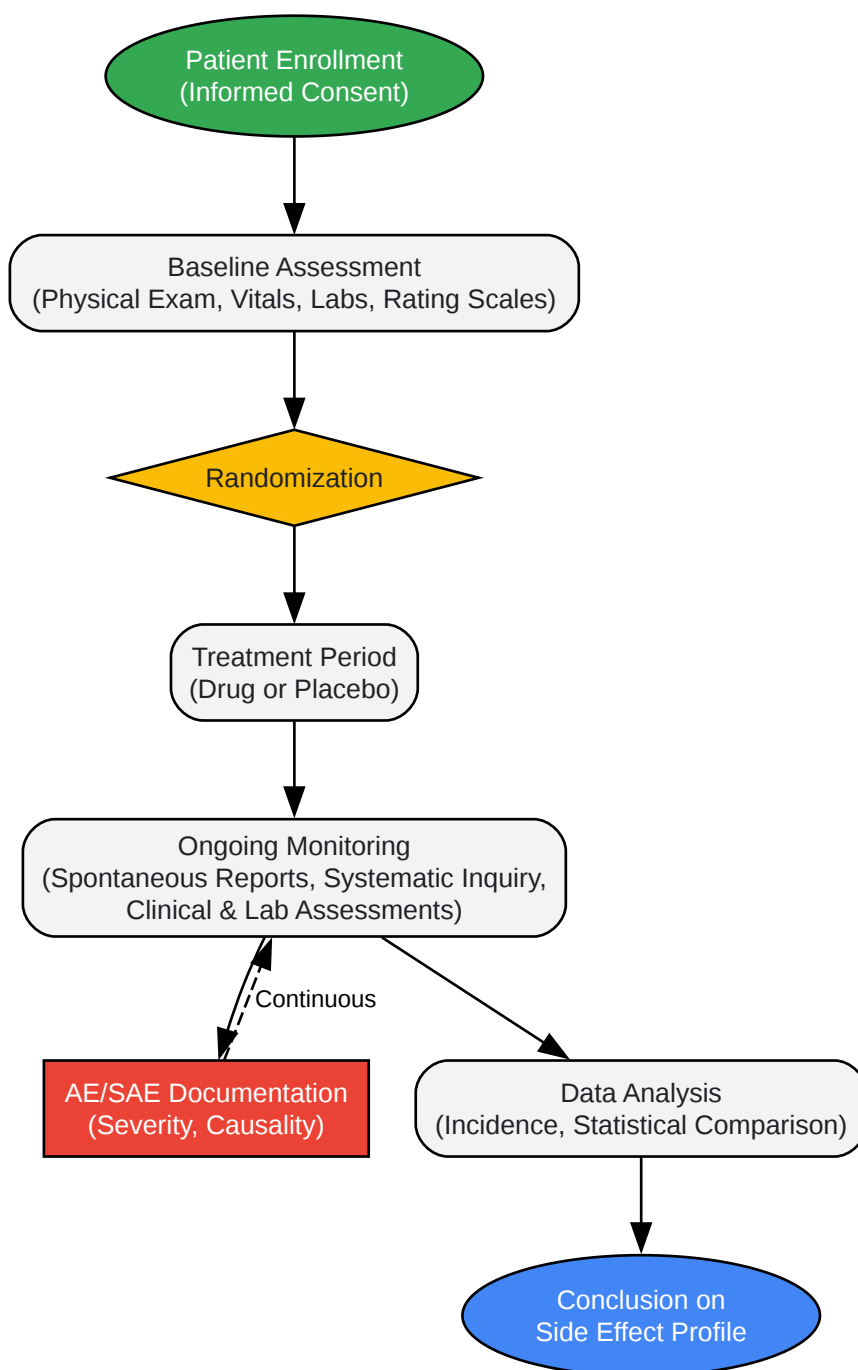 Patient Enrollment
(Informed Consent)
Baseline Assessment
(Physical Exam, Vitals, Labs, Rating Scales)
Randomization
Treatment Period
(Drug or Placebo)
Ongoing Monitoring
(Spontaneous Reports, Systematic Inquiry,
Clinical & Lab Assessments)
Continuous
AE/SAE Documentation
(Severity, Causality)
Data Analysis
(Incidence, Statistical Comparison)
Conclusion on
Side Effect Profile